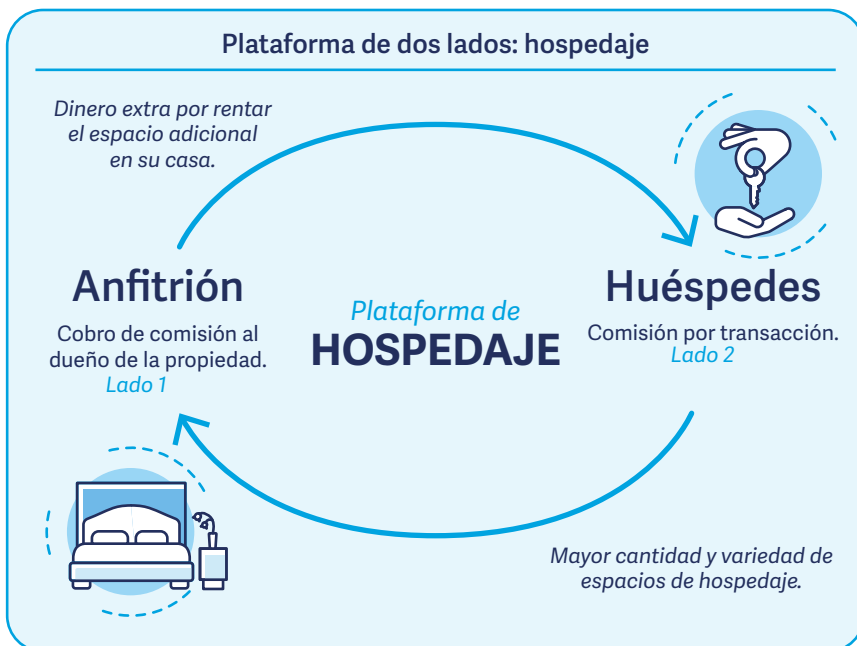 Plataforma de dos lados: hospedaje
Dinero extra por rentar
el espacio adicional
en su casa.
Anfitrión
Cobro de comisión al
dueño de la propiedad.
Lado 1
Plataforma de
HOSPEDAJE
Huéspedes
Comisión por transacción.
Lado 2
Mayor cantidad y variedad de
espacios de hospedaje.